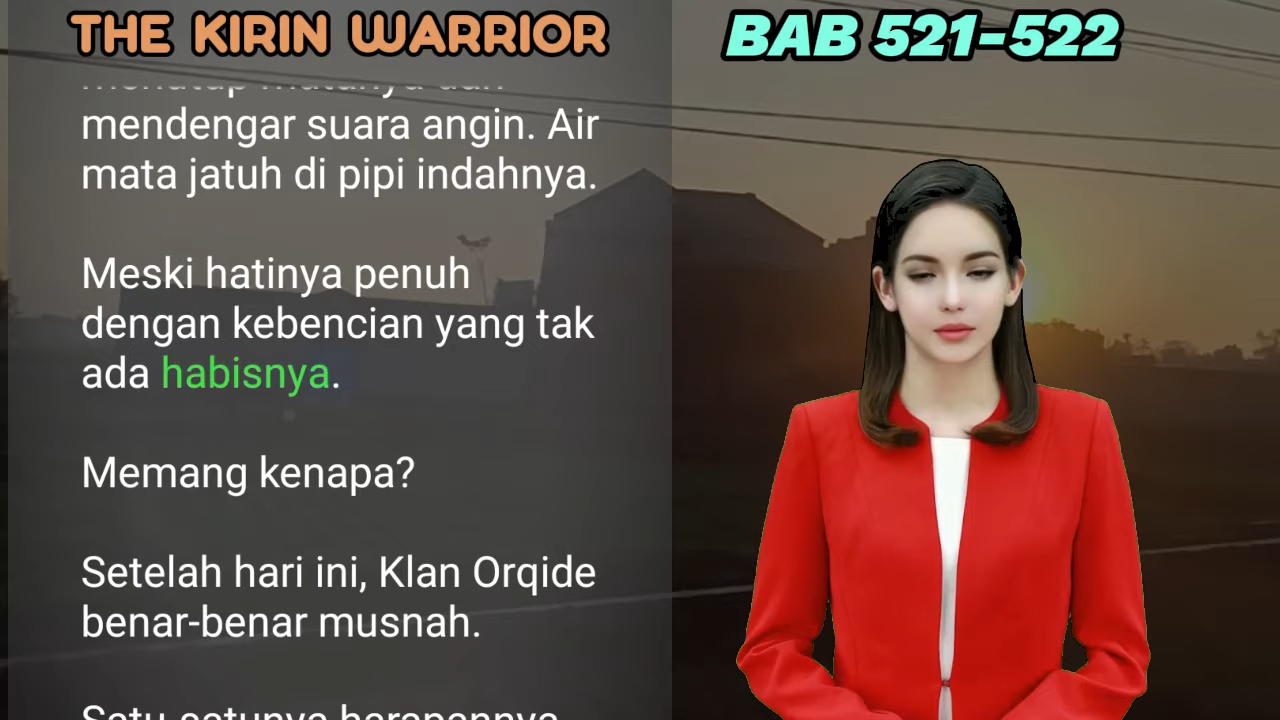 THE KIRIN WARRIOR
BAB 521-522
mendengar suara angin. Air
mata jatuh di pipi indahnya.
Meski hatinya penuh
dengan kebencian yang tak
ada habisnya.
Memang kenapa?
Setelah hari ini, Klan Orqide
benar-benar musnah.